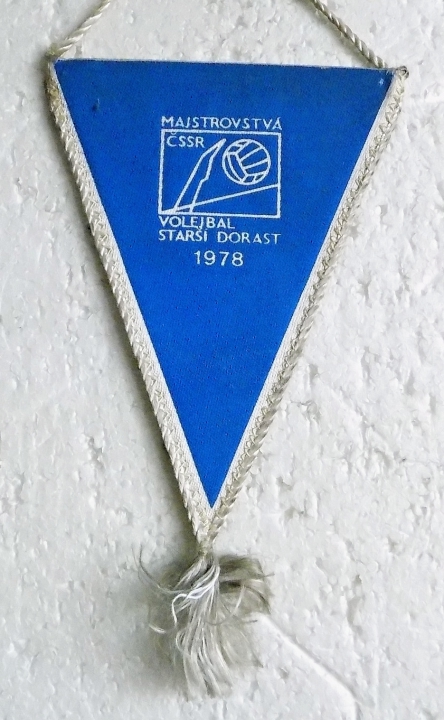 MAJSTROVSTVÁ
ČSSR
VOLEJBAL
STARŠÍ DORAST
1978